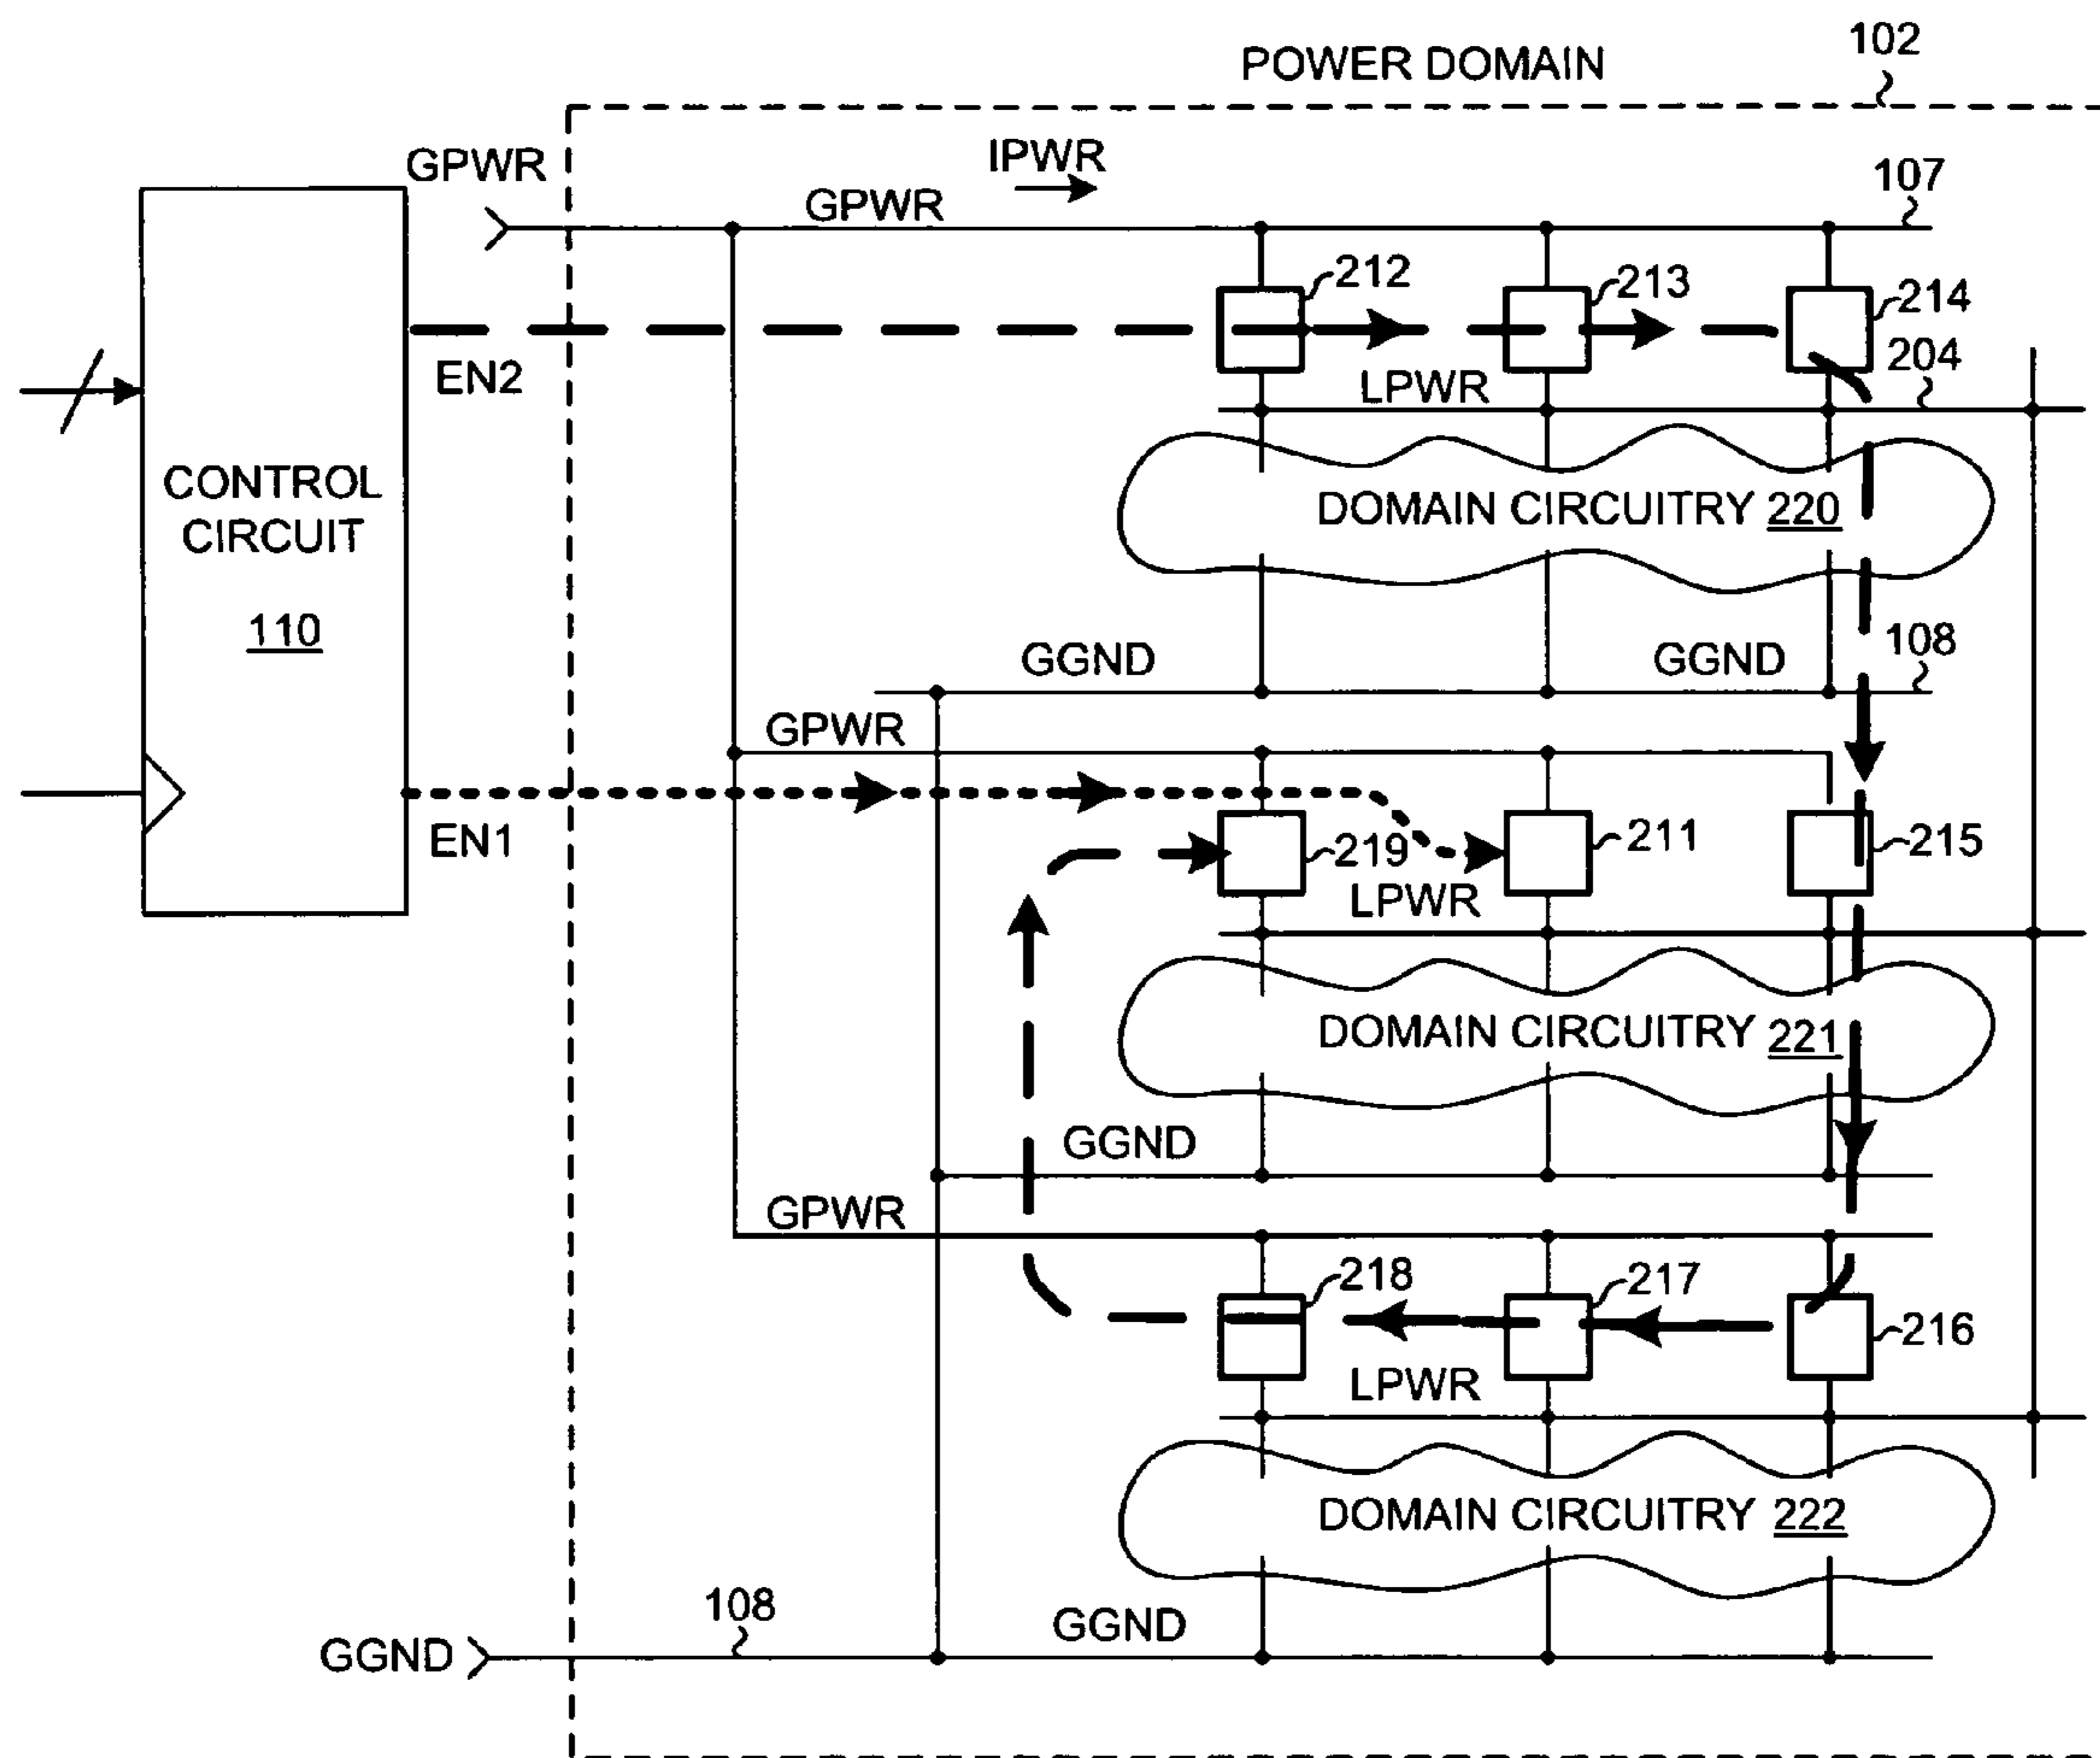 102
POWER DOMAIN
GPWR
IPWR
GPWR
107
212
213
214
EN2
LPWR
204
CONTROL
CIRCUIT
110
DOMAIN CIRCUITRY 220
GGND
GGND
108
GPWR
EN1
219
211
215
LPWR
DOMAIN CIRCUITRY 221
GGND
GPWR
218
217
216
LPWR
DOMAIN CIRCUITRY 222
108
GGND
GGND